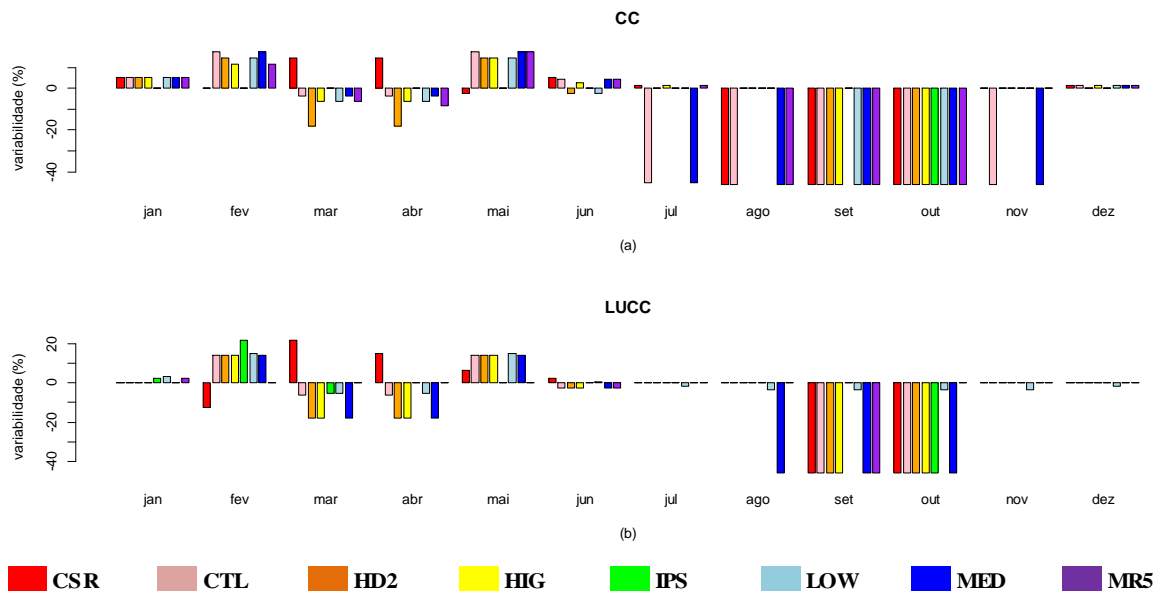 CC
variabilidade (%)
0
-20
-40
jan fev mar abr mai jun jul ago set out nov dez
(a)
LUCC
variabilidade (%)
20
0
-20
-40
jan fev mar abr mai jun jul ago set out nov dez
(b)
CSR CTL HD2 HIG IPS LOW MED MR5